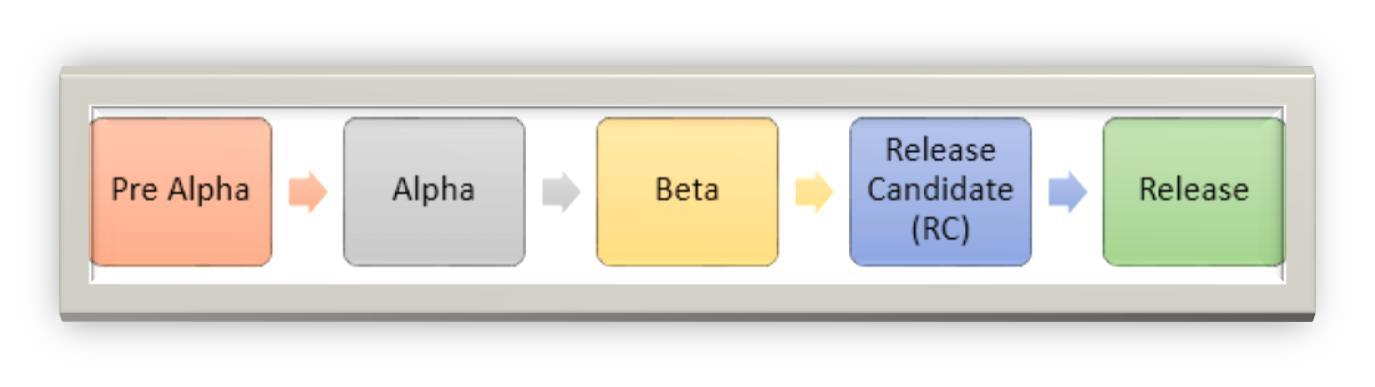 Pre Alpha
Alpha
Beta
Release
Candidate
(RC)
Release